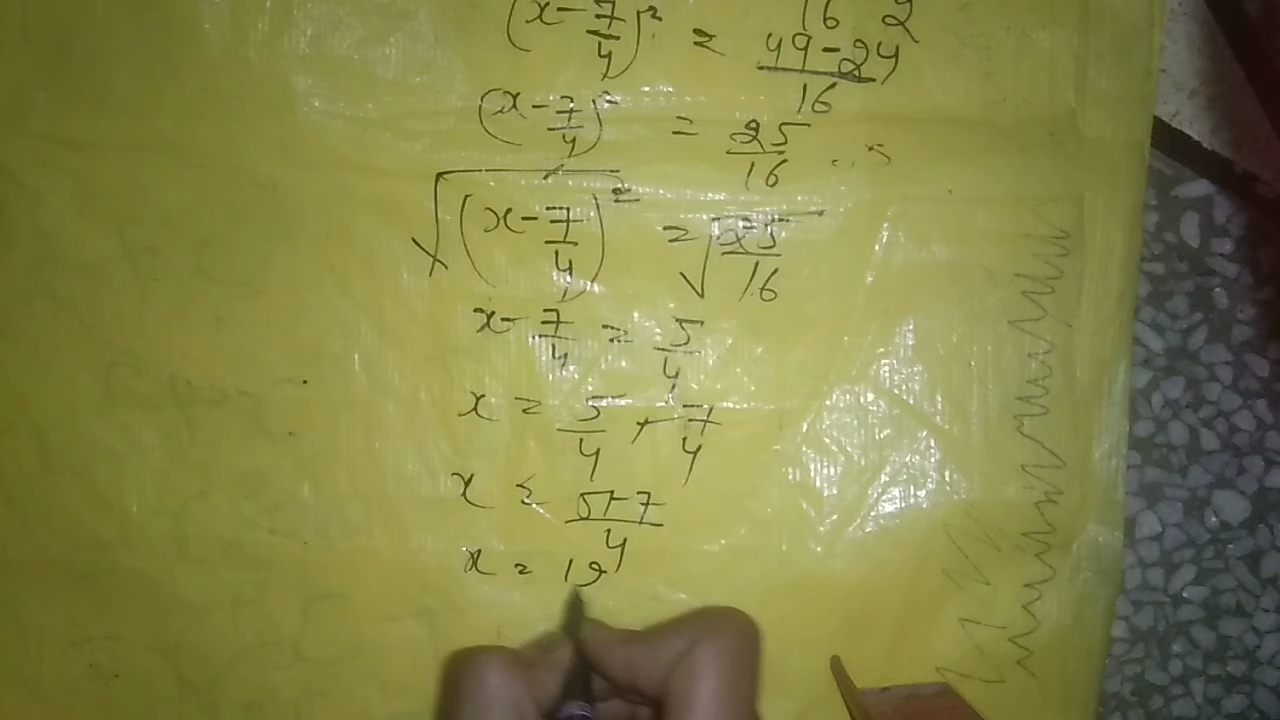 (x - 7/4)² = 49 - 24 / 16
(x - 7/4)² = 25/16
√(x - 7/4)² = √25/16
x - 7/4 = 5/4
x = 5/4 + 7/4
x = 5+7/4
x = 12